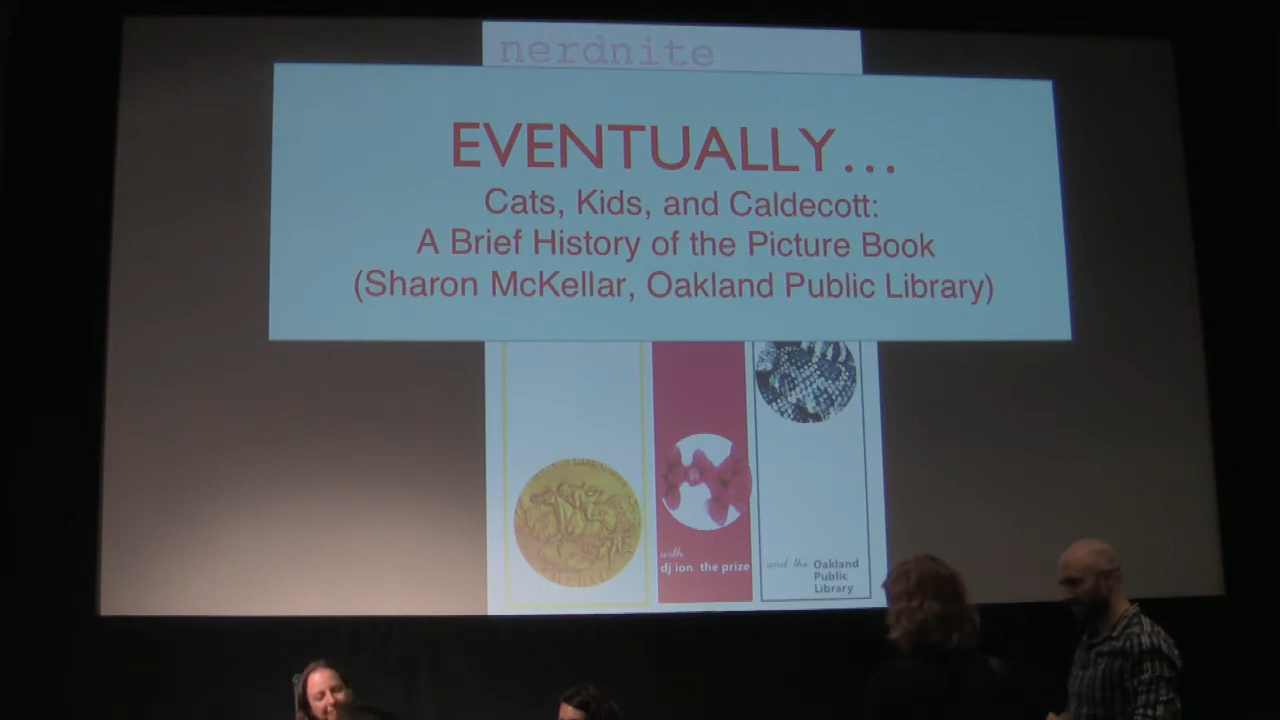 nerdnite
EVENTUALLY...
Cats, Kids, and Caldecott:
A Brief History of the Picture Book
(Sharon McKellar, Oakland Public Library)
with
dj ion the prize
and the Oakland
Public
Library